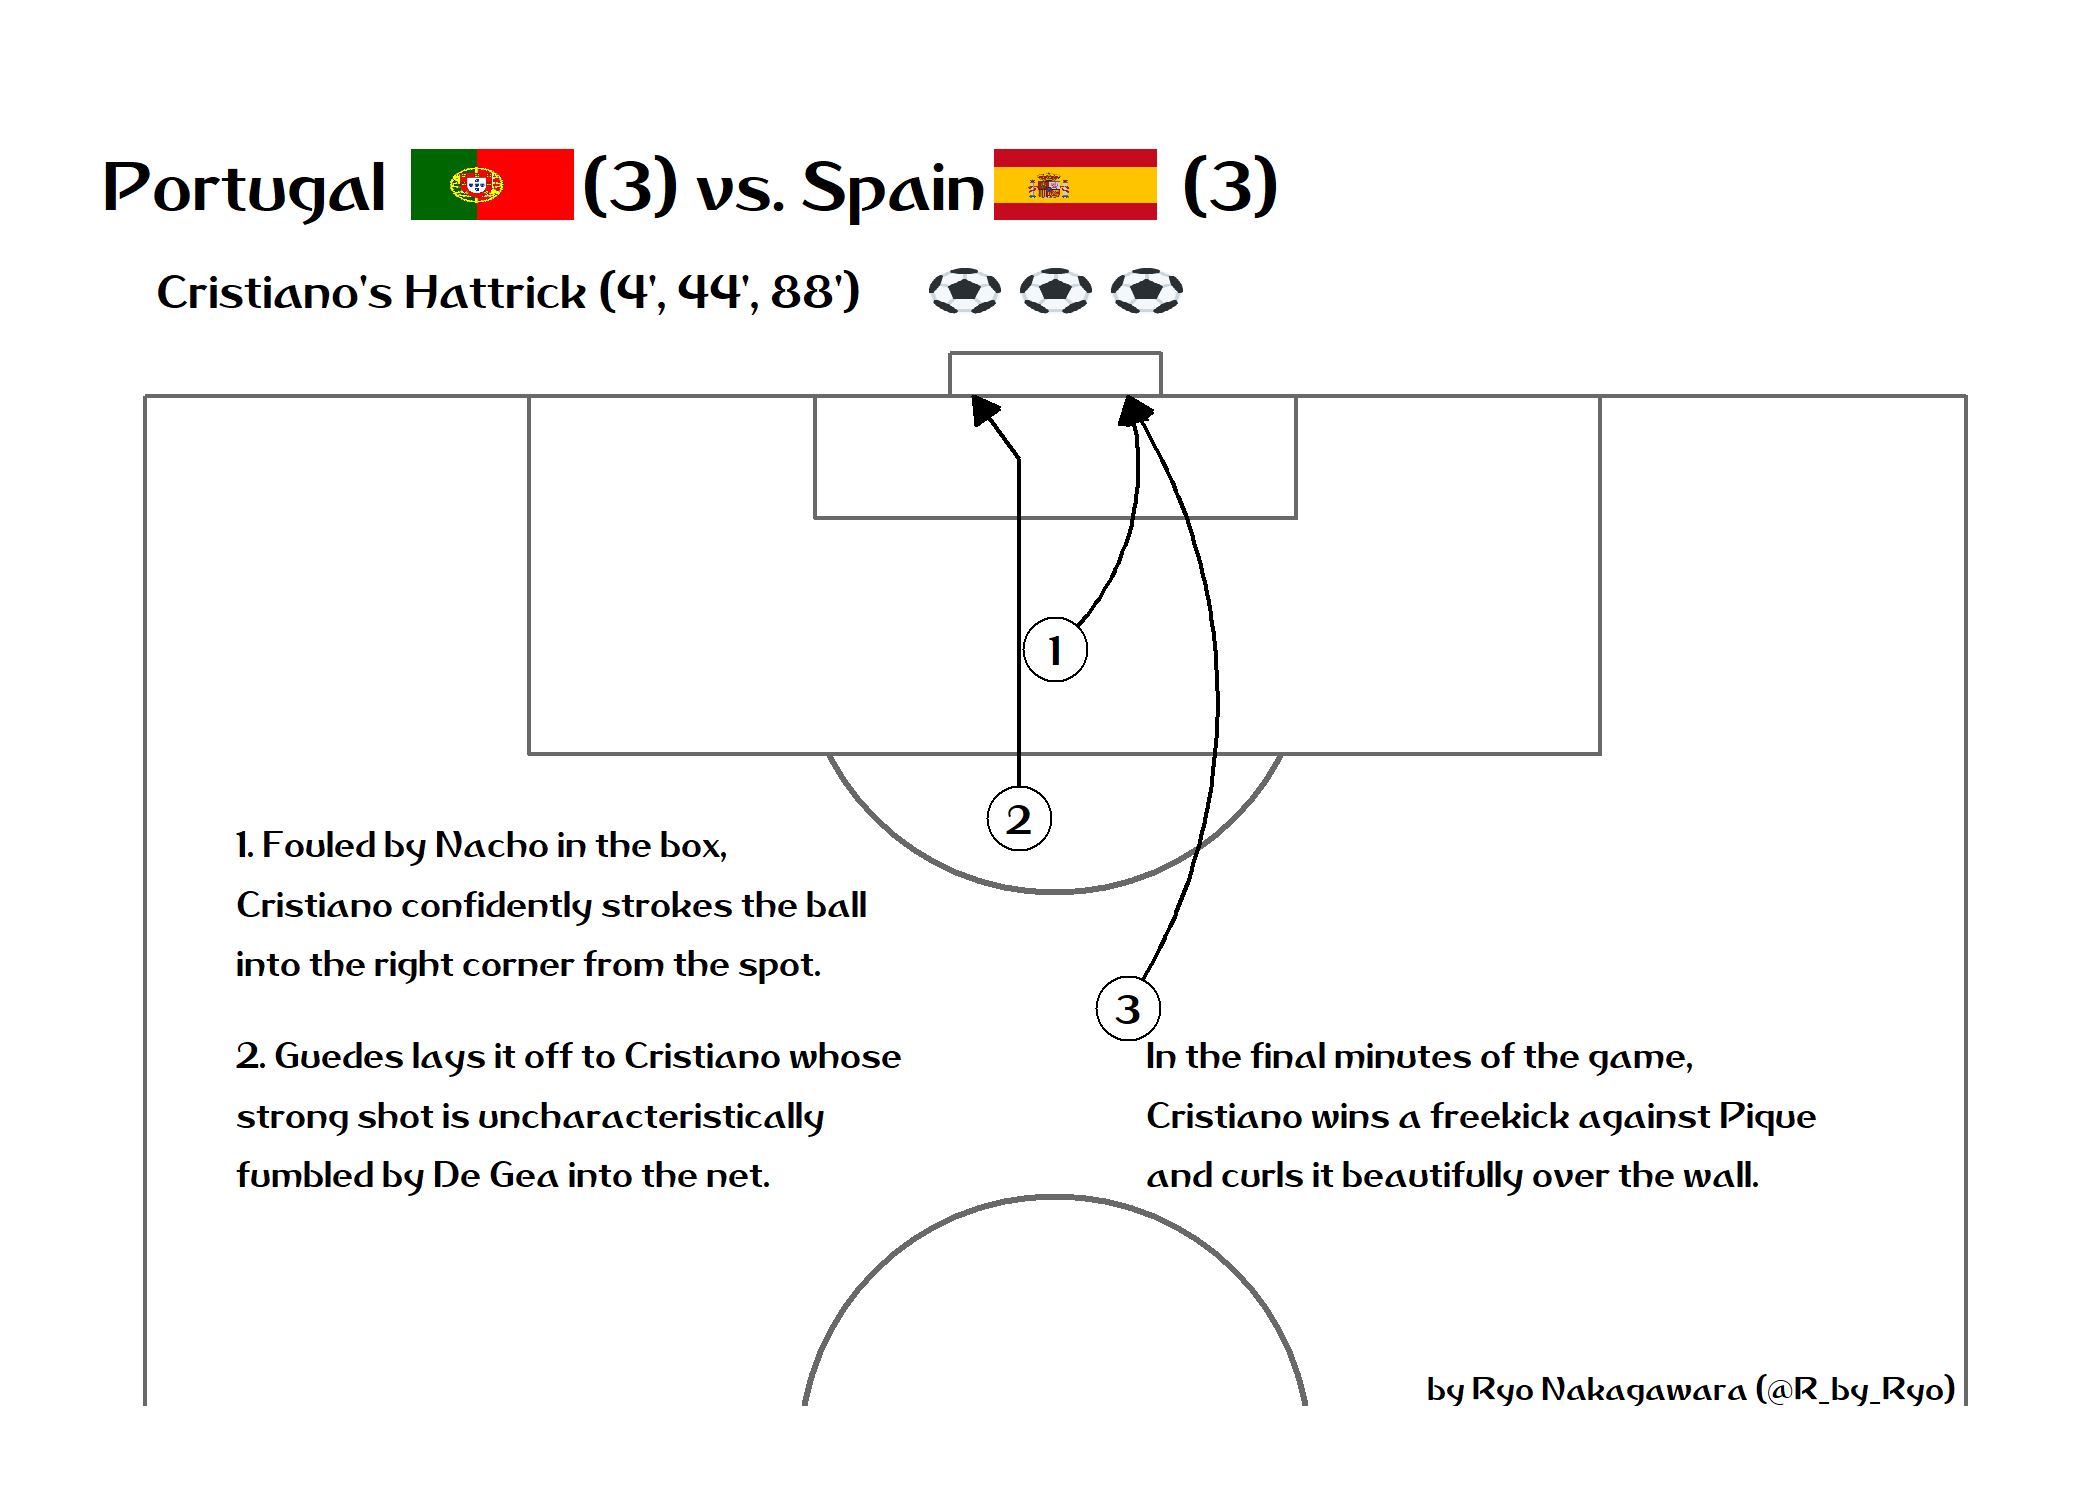 Portugal (3) vs. Spain (3)
Cristiano's Hattrick (4', 44', 88')
1
2
1. Fouled by Nacho in the box,
Cristiano confidently strokes the ball
into the right corner from the spot.
3
2. Guedes lays it off to Cristiano whose
strong shot is uncharacteristically
fumbled by De Gea into the net.
In the final minutes of the game,
Cristiano wins a freekick against Pique
and curls it beautifully over the wall.
by Ryo Nakagawara (@R_by_Ryo)